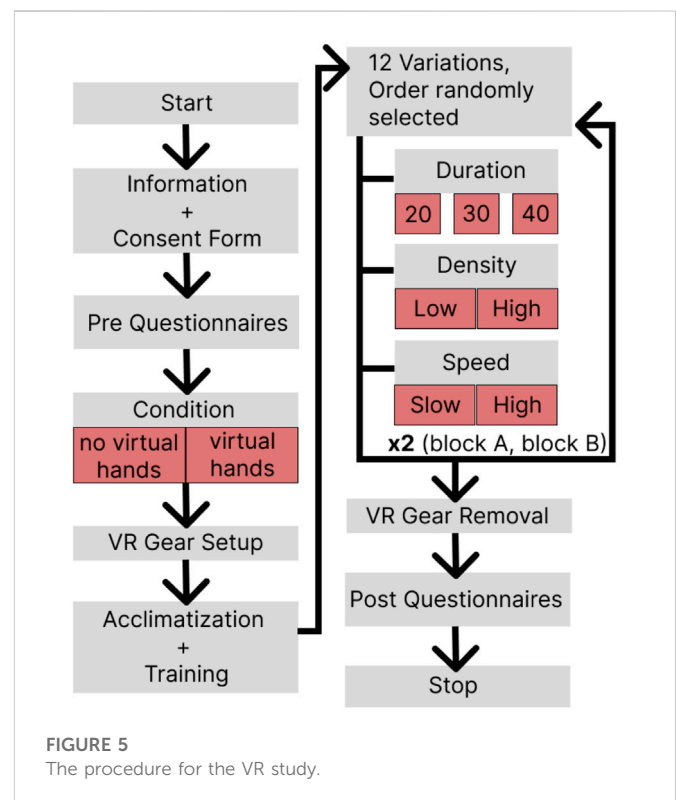 Start
Information
+
Consent Form
Pre Questionnaires
Condition
no virtual
hands
virtual
hands
VR Gear Setup
Acclimatization
+
Training
12 Variations,
Order randomly
selected
Duration
20 30 40
Density
Low High
Speed
Slow High
x2 (block A, block B)
VR Gear Removal
Post Questionnaires
Stop
FIGURE 5
The procedure for the VR study.